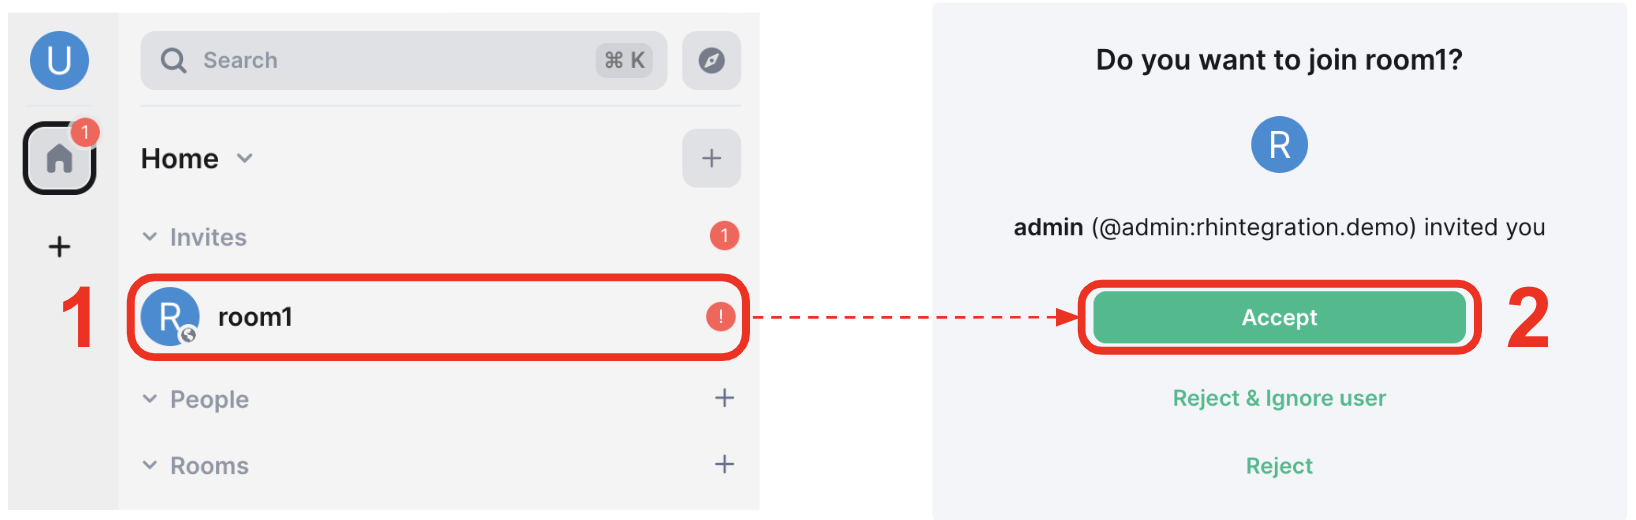 U
Search
⌘ K
1
Home
Invites
1
1
R
room1
!
People
Rooms
Do you want to join room1?
R
admin (@admin:rhintegration.demo) invited you
Accept
2
Reject & Ignore user
Reject